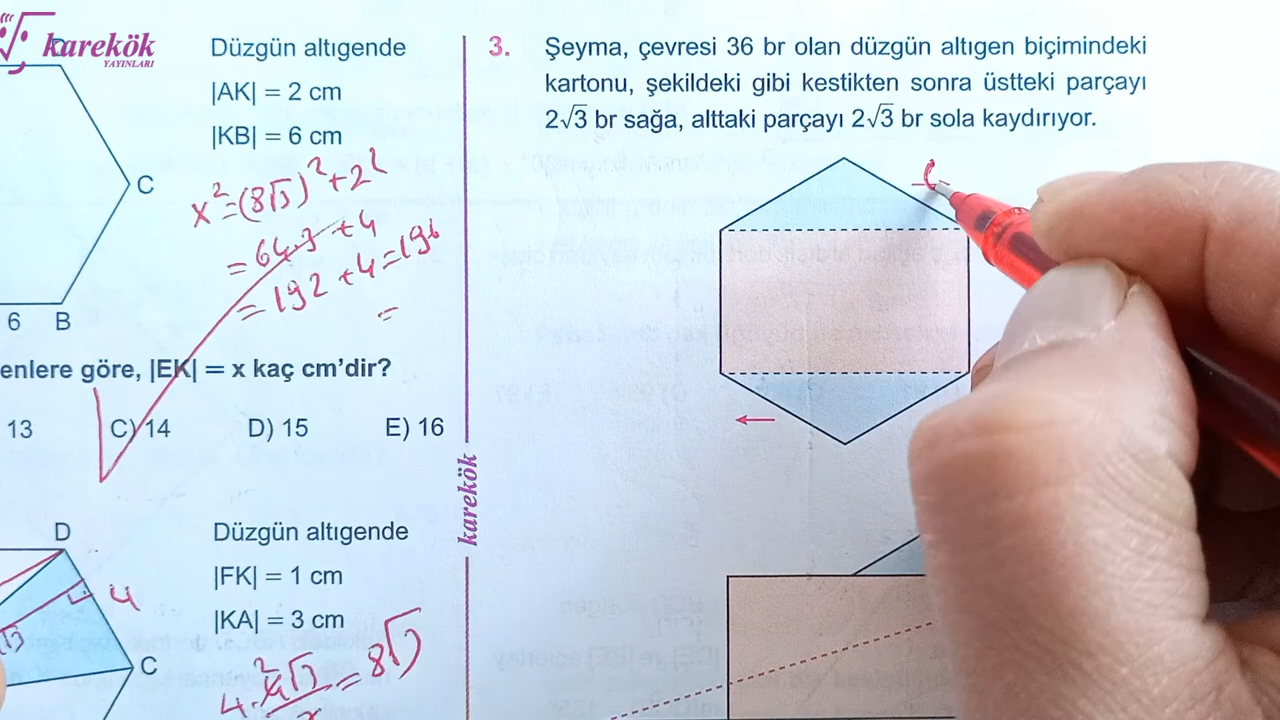 karekök
YAYINLARI
Düzgün altıgende
|AK| = 2 cm
|KB| = 6 cm
C
x² = (8√3)² + 2²
= 64·3 + 4
= 192 + 4 = 196
=
6 B
enlere göre, |EK| = x kaç cm'dir?
13 C) 14 D) 15 E) 16
D
Düzgün altıgende
|FK| = 1 cm
|KA| = 3 cm
4
C
karekök
3. Şeyma, çevresi 36 br olan düzgün altıgen biçimindeki
kartonu, şekildeki gibi kestikten sonra üstteki parçayı
2√3 br sağa, alttaki parçayı 2√3 br sola kaydırıyor.